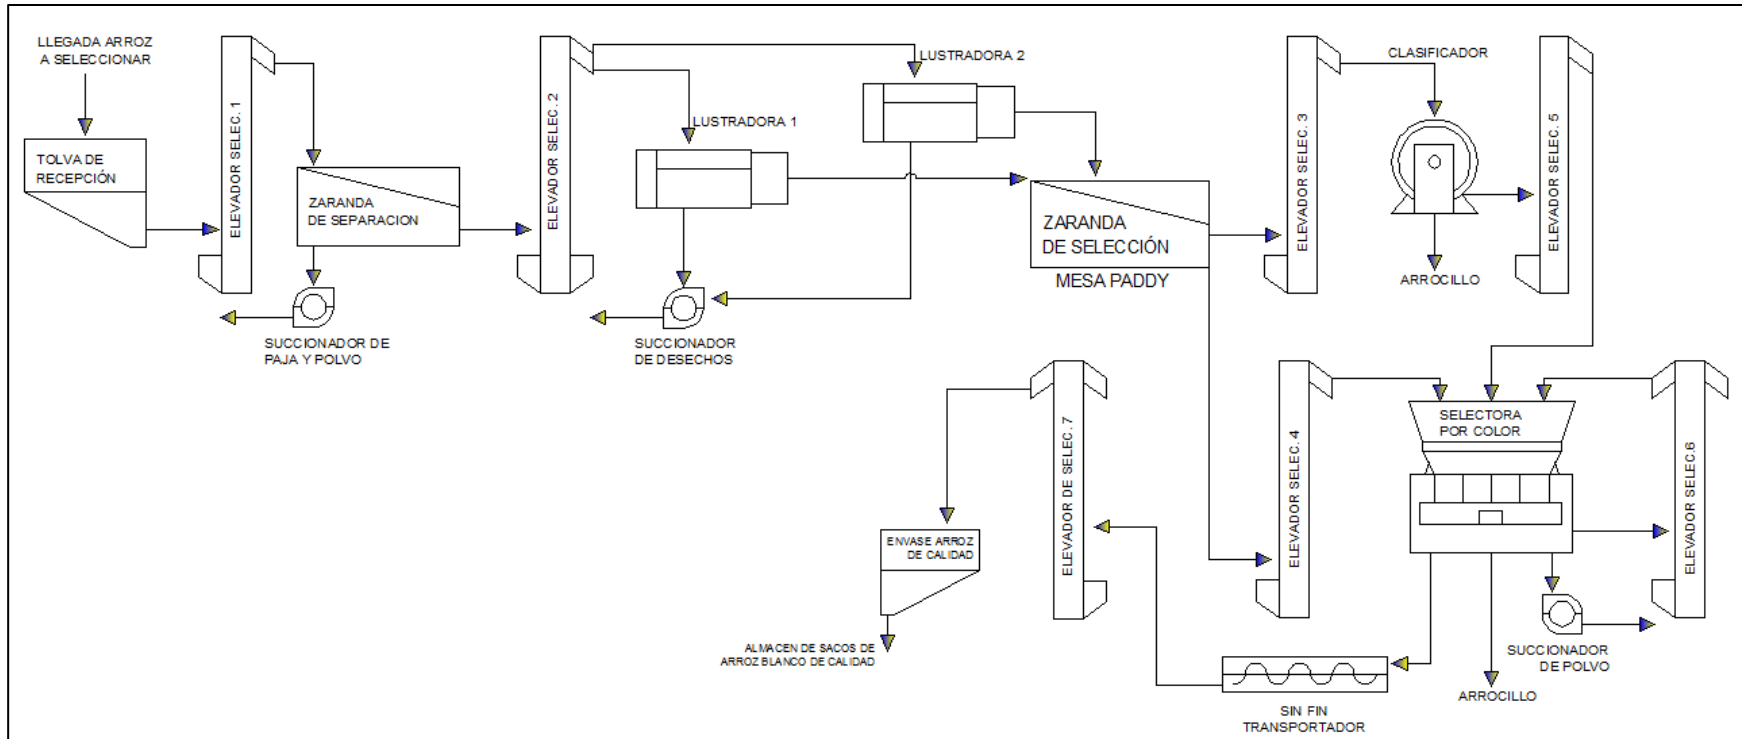 LLEGADA ARROZ
A SELECCIONAR
TOLVA DE
RECEPCIÓN
ELEVADOR SELEC. 1
ZARANDA
DE SEPARACION
SUCCIONADOR DE
PAJA Y POLVO
ELEVADOR SELEC. 2
LUSTRADORA 1
LUSTRADORA 2
SUCCIONADOR
DE DESECHOS
ZARANDA
DE SELECCIÓN
MESA PADDY
ELEVADOR SELEC. 3
CLASIFICADOR
ARROCILLO
ELEVADOR SELEC. 5
ELEVADOR SELEC. 4
SELECTORA
POR COLOR
ELEVADOR SELEC.6
SUCCIONADOR
DE POLVO
ARROCILLO
SIN FIN
TRANSPORTADOR
ELEVADOR DE SELEC. 7
ENVASE ARROZ
DE CALIDAD
ALMACEN DE SACOS DE
ARROZ BLANCO DE CALIDAD